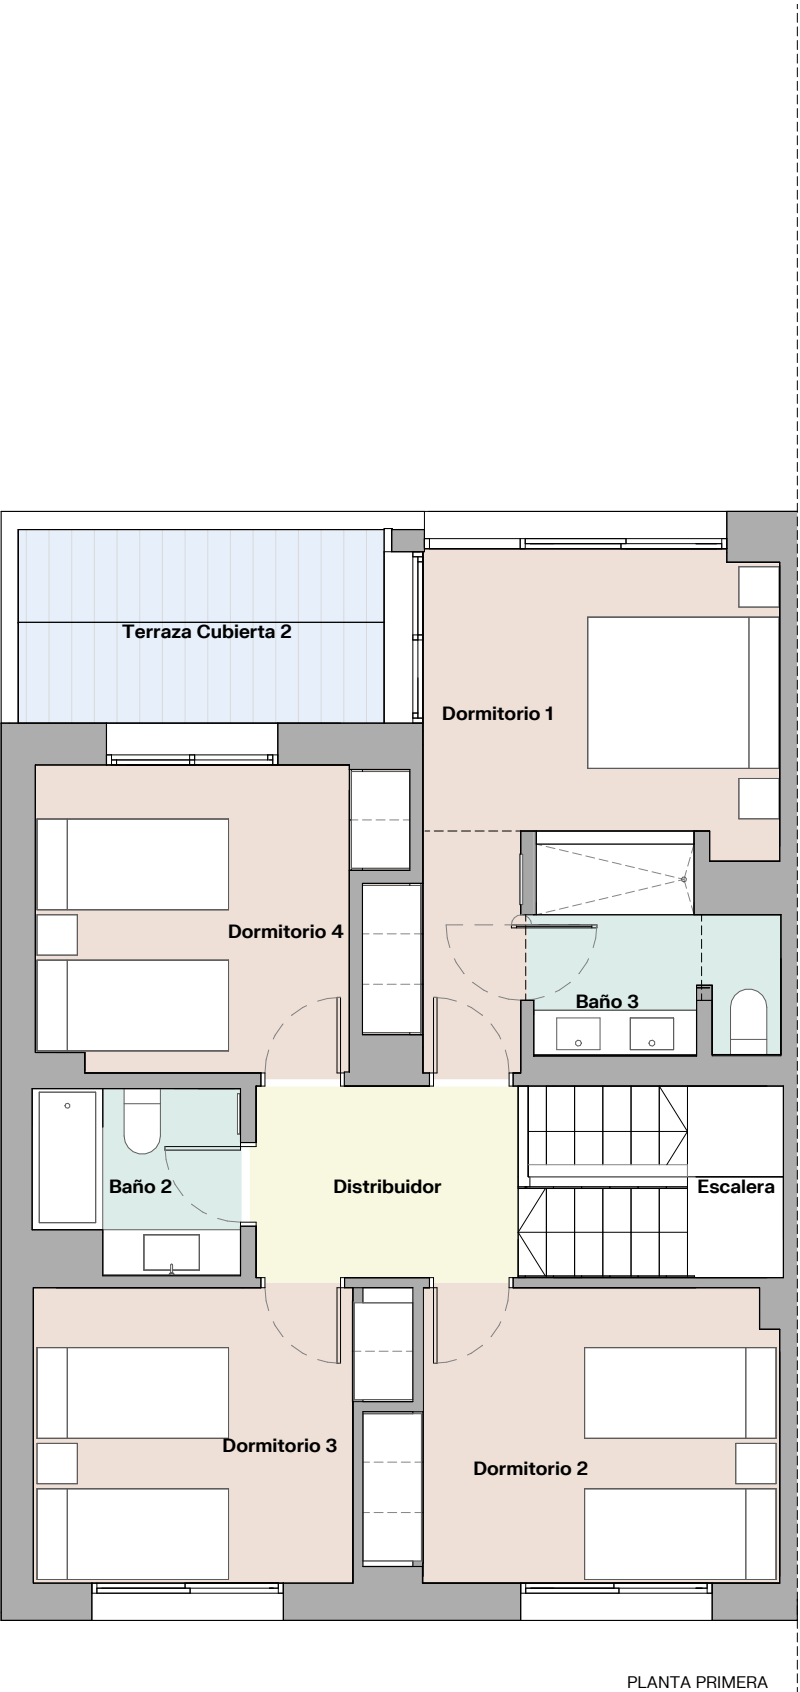 Terraza Cubierta 2
Dormitorio 1
Dormitorio 4
Baño 3
Baño 2
Distribuidor
Escalera
Dormitorio 3
Dormitorio 2
PLANTA PRIMERA